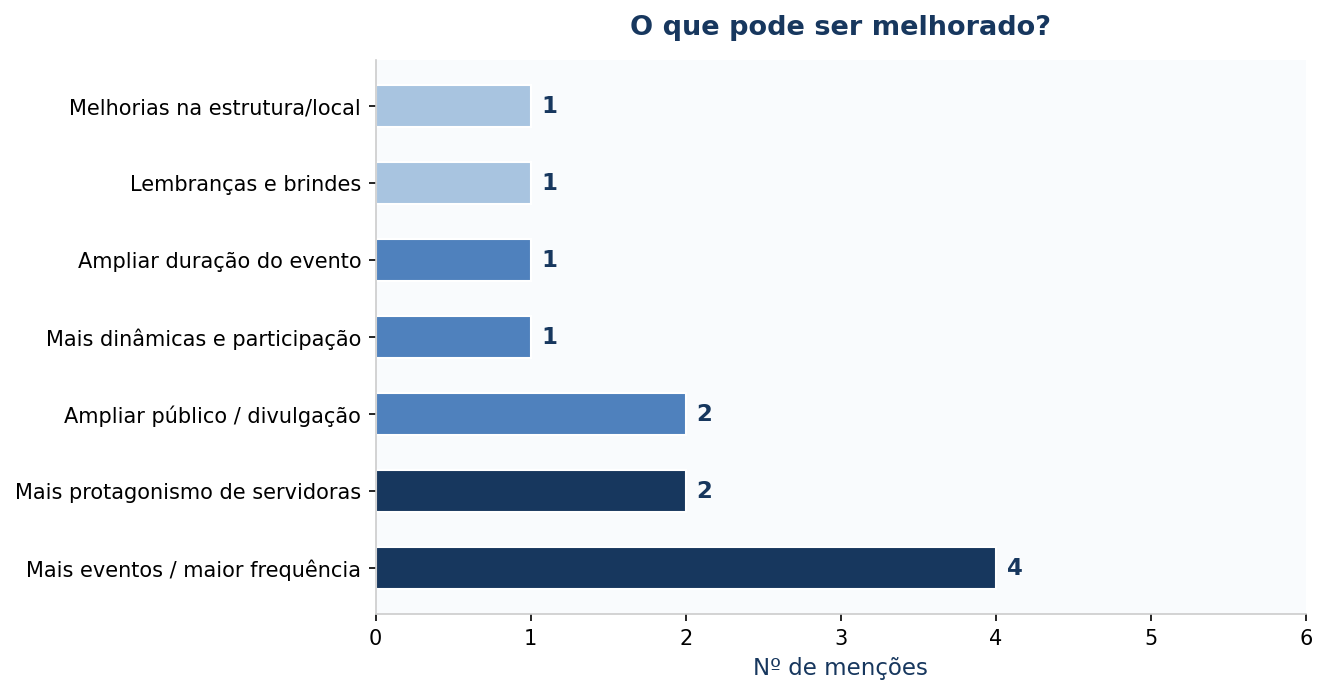 O que pode ser melhorado?
Melhorias na estrutura/local 1
Lembranças e brindes 1
Ampliar duração do evento 1
Mais dinâmicas e participação 1
Ampliar público / divulgação 2
Mais protagonismo de servidoras 2
Mais eventos / maior frequência 4
0 1 2 3 4 5 6
Nº de menções